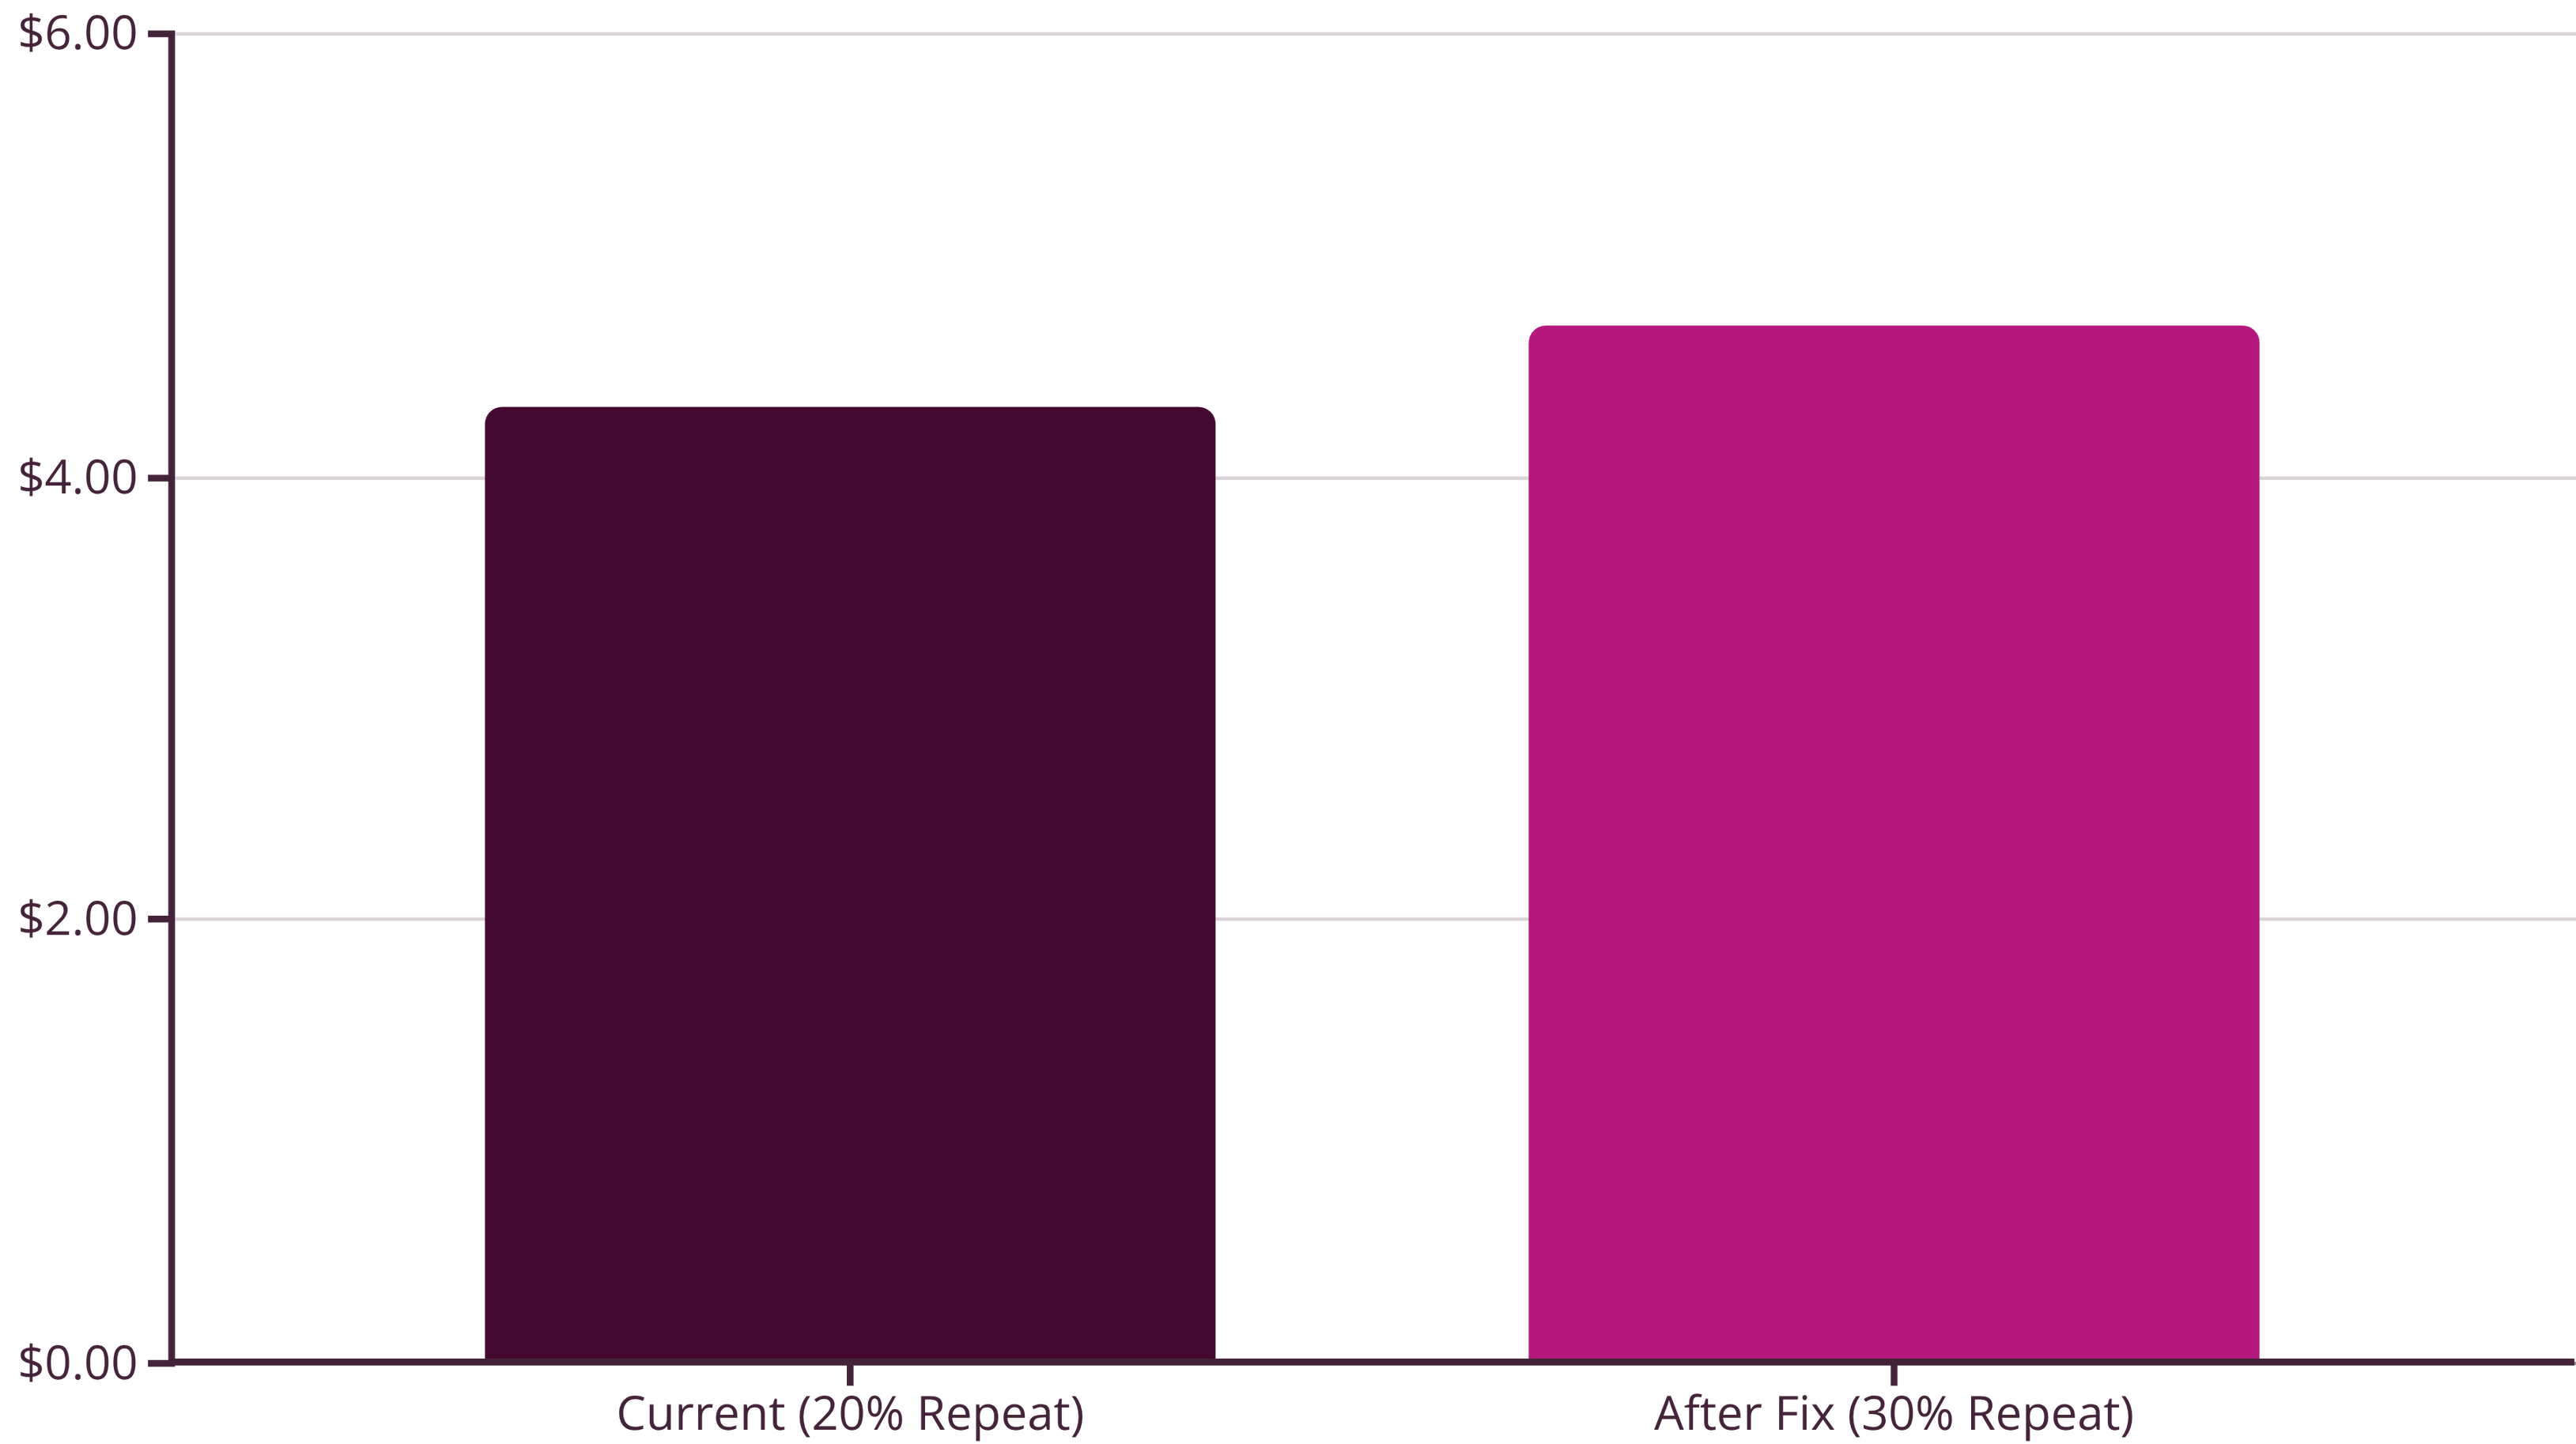 $6.00
$4.00
$2.00
$0.00
Current (20% Repeat)
After Fix (30% Repeat)